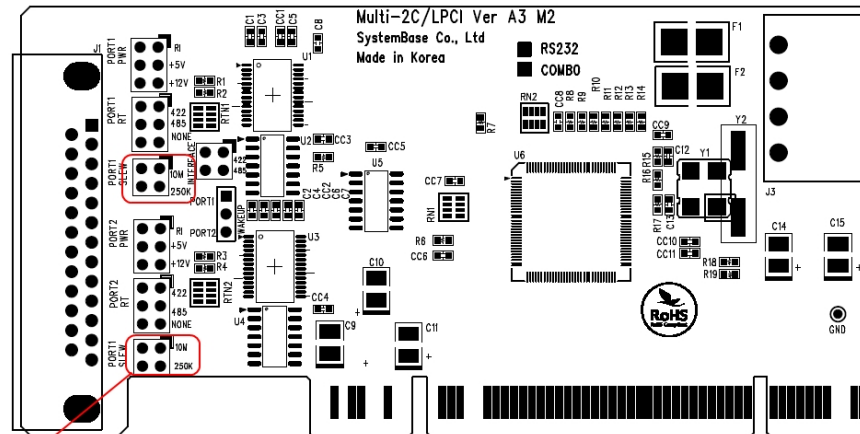 Multi-2C/LPCI Ver A3 M2
SystemBase Co., Ltd
Made in Korea
RS232
COMBO
J1
PORT1
PWR
RI
+5V
+12V
PORT1
RT
422
485
NONE
PORT1
SLEW
10M
250K
PORT2
PWR
RI
+5V
+12V
PORT2
RT
422
485
NONE
PORT1
SLEW
10M
250K
R1
R2
RTN1
INTERFACE
422
485
PORT1
PORT2
WAKEUP
R3
R4
RTN2
C1
C3
CC1
C5
C8
U1
U2
CC3
R5
CC5
U5
C2
C4
CC2
C6
C7
U3
U4
CC4
C10
C9
C11
+
+
+
R7
RN2
CC8
R8
R9
R10
R11
R12
R13
R14
U6
CC7
RN1
R6
CC6
F1
F2
CC9
Y2
C12
R15
Y1
R16
R17
C13
CC10
CC11
R18
R19
J3
C14
C15
+
+
GND
RoHS
RoHS Compliant